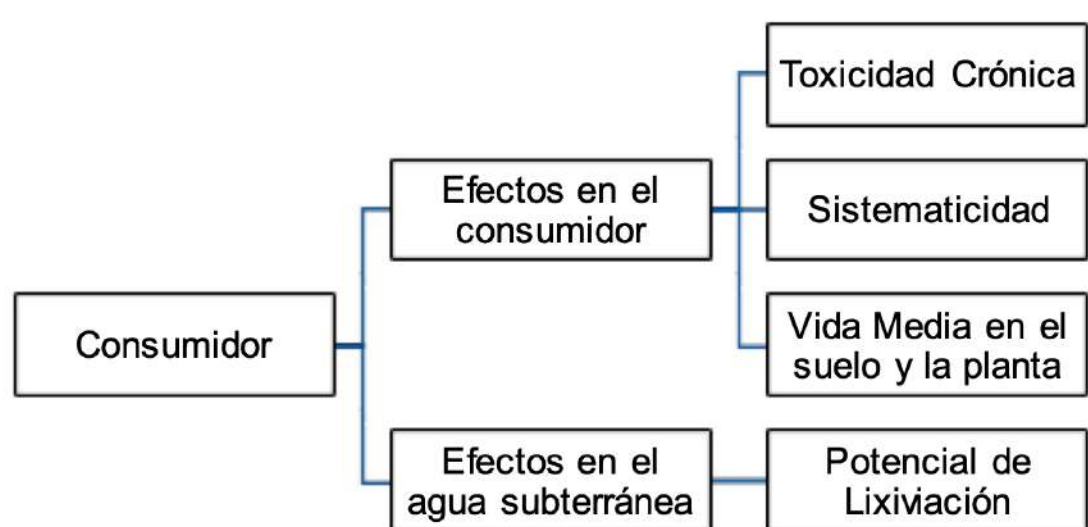 Consumidor
Efectos en el
consumidor
Toxicidad Crónica
Sistematicidad
Vida Media en el
suelo y la planta
Efectos en el
agua subterránea
Potencial de
Lixiviación